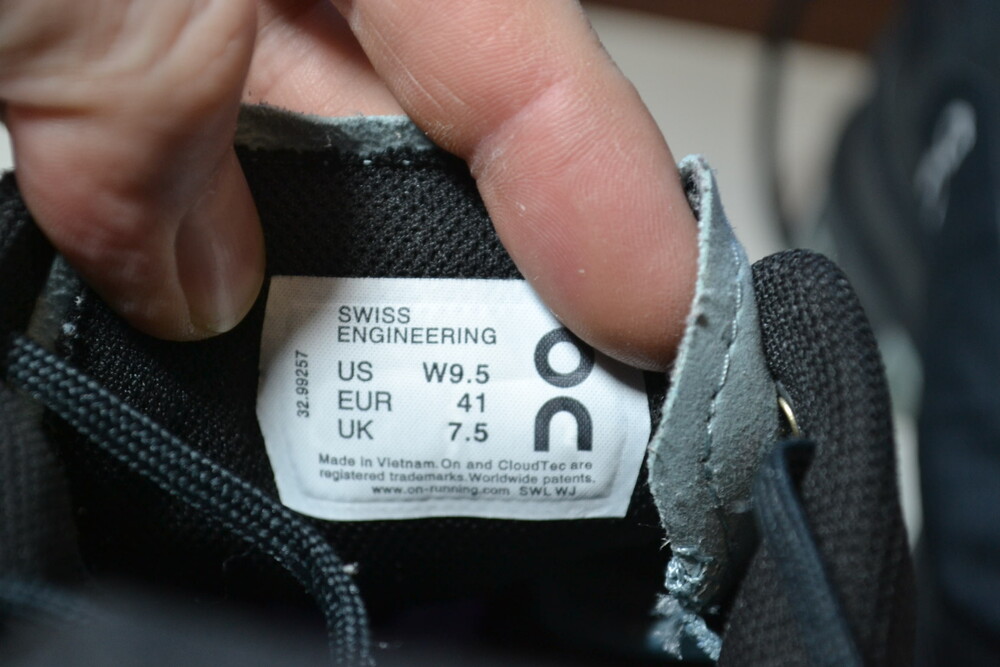 SWISS
ENGINEERING
32.99257
US W9.5
EUR 41
UK 7.5
On
Made in Vietnam.On and CloudTec are
registered trademarks.Worldwide patents.
www.on-running.com SWL WJ